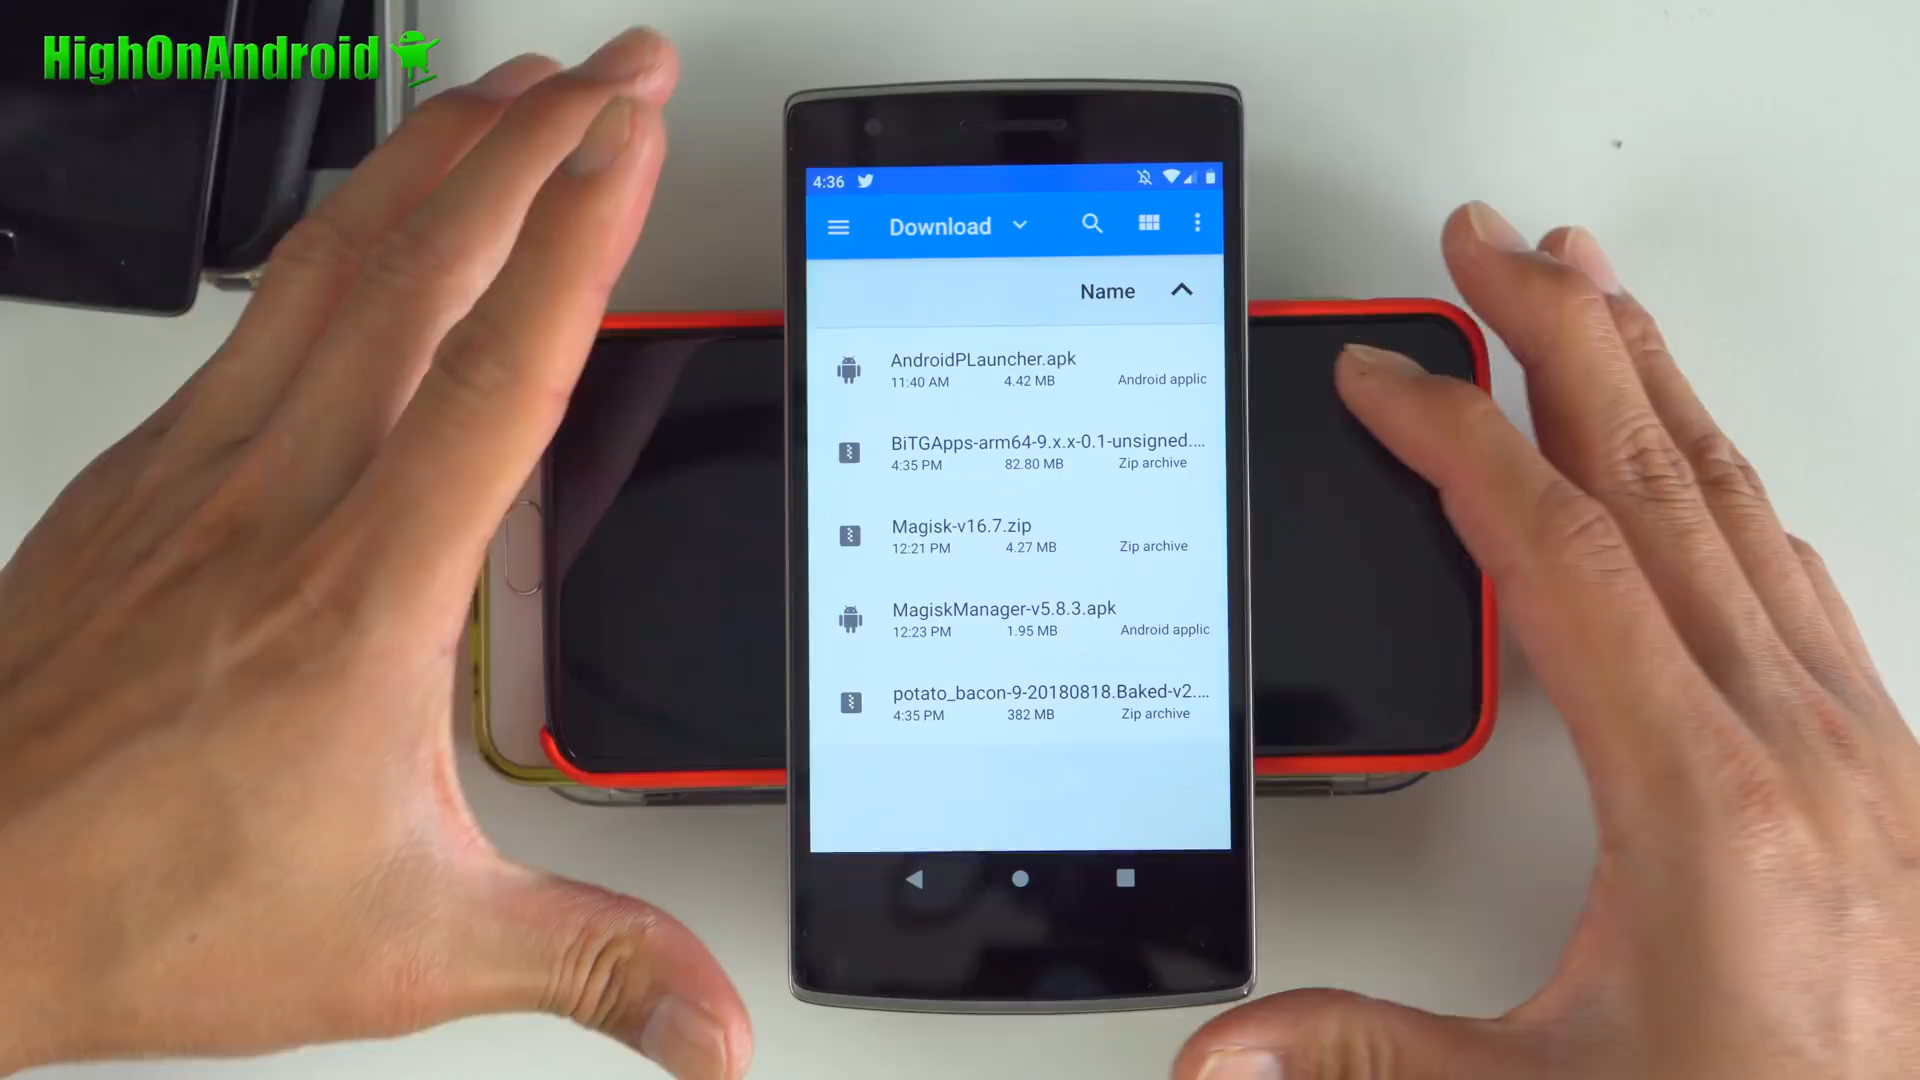 HighOnAndroid
4:36
Download
Name
AndroidPLauncher.apk
11:40 AM 4.42 MB Android applic
BiTGApps-arm64-9.x.x-0.1-unsigned....
4:35 PM 82.80 MB Zip archive
Magisk-v16.7.zip
12:21 PM 4.27 MB Zip archive
MagiskManager-v5.8.3.apk
12:23 PM 1.95 MB Android applic
potato_bacon-9-20180818.Baked-v2....
4:35 PM 382 MB Zip archive